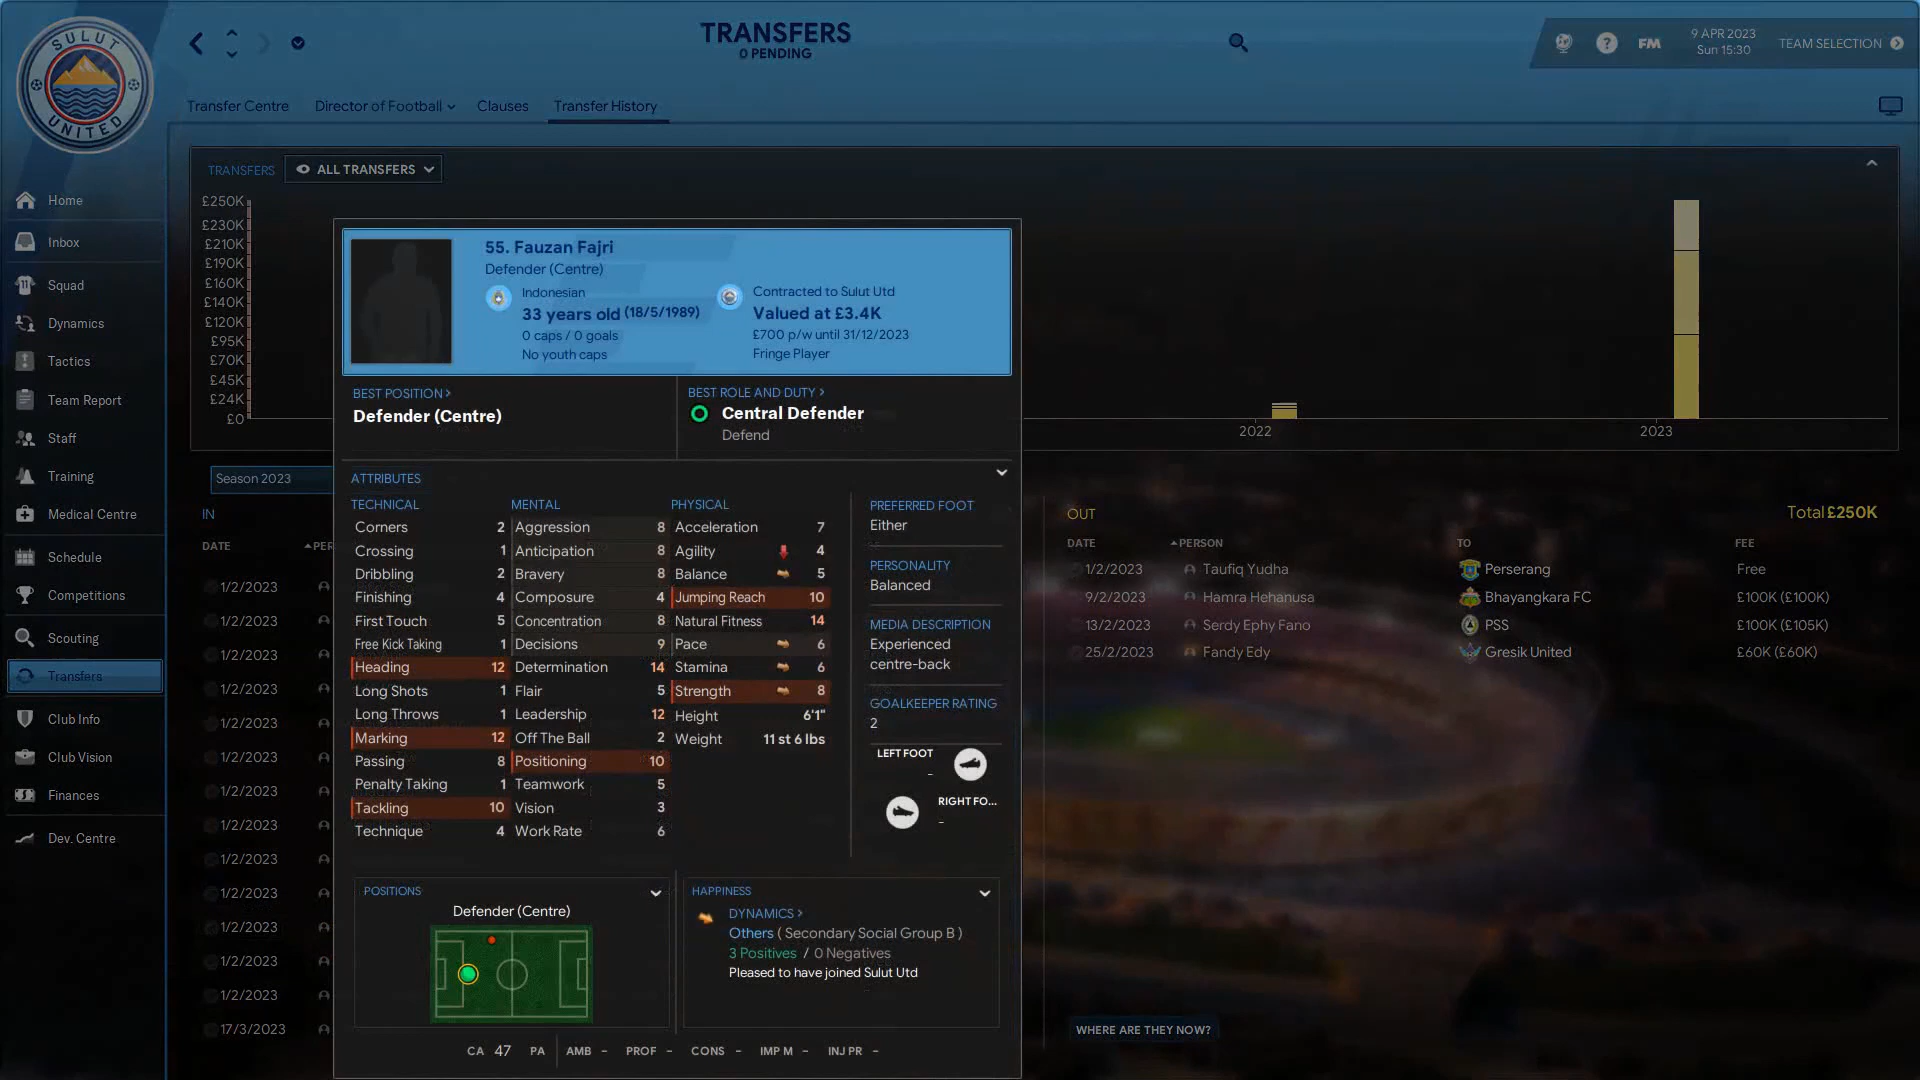 SULUT
UNITED
TRANSFERS
0 PENDING
9 APR 2023
Sun 15:30
TEAM SELECTION
FM
Transfer Centre
Director of Football
Clauses
Transfer History
Home
Inbox
Squad
Dynamics
Tactics
Team Report
Staff
Training
Medical Centre
Schedule
Competitions
Scouting
Transfers
Club Info
Club Vision
Finances
Dev. Centre
TRANSFERS
ALL TRANSFERS
£250K
£230K
£210K
£190K
£160K
£140K
£120K
£95K
£70K
£45K
£24K
£0
2022
2023
Season 2023
IN
DATE
PER
1/2/2023
1/2/2023
1/2/2023
1/2/2023
1/2/2023
1/2/2023
1/2/2023
1/2/2023
1/2/2023
1/2/2023
1/2/2023
1/2/2023
1/2/2023
17/3/2023
55. Fauzan Fajri
Defender (Centre)
Indonesian
33 years old (18/5/1989)
0 caps / 0 goals
No youth caps
Contracted to Sulut Utd
Valued at £3.4K
£700 p/w until 31/12/2023
Fringe Player
BEST POSITION
Defender (Centre)
BEST ROLE AND DUTY
Central Defender
Defend
ATTRIBUTES
TECHNICAL
Corners 2
Crossing 1
Dribbling 2
Finishing 4
First Touch 5
Free Kick Taking 1
Heading 12
Long Shots 1
Long Throws 1
Marking 12
Passing 8
Penalty Taking 1
Tackling 10
Technique 4
MENTAL
Aggression 8
Anticipation 8
Bravery 8
Composure 4
Concentration 8
Decisions 9
Determination 14
Flair 5
Leadership 12
Off The Ball 2
Positioning 10
Teamwork 5
Vision 3
Work Rate 6
PHYSICAL
Acceleration 7
Agility 4
Balance 5
Jumping Reach 10
Natural Fitness 14
Pace 6
Stamina 6
Strength 8
Height 6'1"
Weight 11 st 6 lbs
PREFERRED FOOT
Either
PERSONALITY
Balanced
MEDIA DESCRIPTION
Experienced
centre-back
GOALKEEPER RATING
2
LEFT FOOT
-
RIGHT FO...
-
POSITIONS
Defender (Centre)
HAPPINESS
DYNAMICS
Others ( Secondary Social Group B )
3 Positives / 0 Negatives
Pleased to have joined Sulut Utd
CA 47 PA AMB - PROF - CONS - IMP M - INJ PR -
OUT
Total £250K
DATE PERSON TO FEE
1/2/2023 Taufiq Yudha Perserang Free
9/2/2023 Hamra Hehanusa Bhayangkara FC £100K (£100K)
13/2/2023 Serdy Ephy Fano PSS £100K (£105K)
25/2/2023 Fandy Edy Gresik United £60K (£60K)
WHERE ARE THEY NOW?